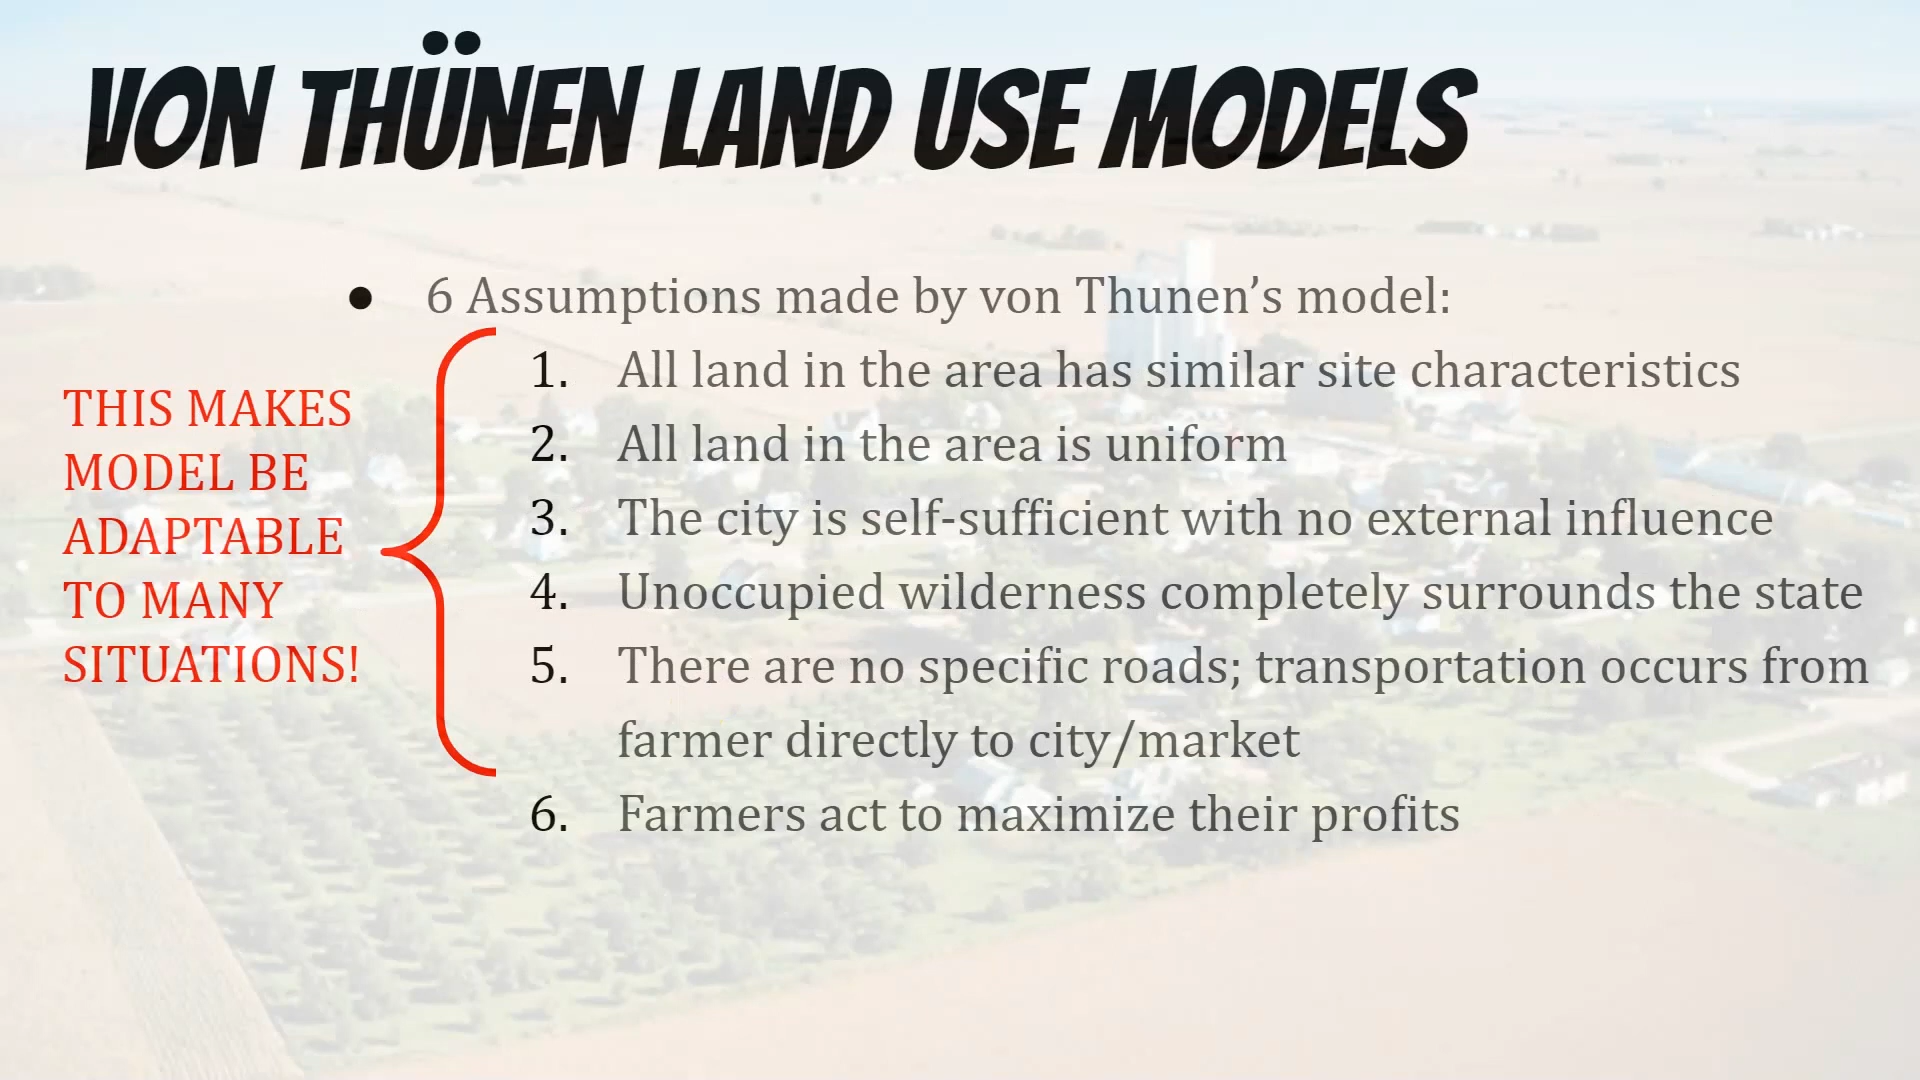 VON THÜNEN LAND USE MODELS
● 6 Assumptions made by von Thunen’s model:
1. All land in the area has similar site characteristics
2. All land in the area is uniform
3. The city is self-sufficient with no external influence
4. Unoccupied wilderness completely surrounds the state
5. There are no specific roads; transportation occurs from
farmer directly to city/market
6. Farmers act to maximize their profits
THIS MAKES
MODEL BE
ADAPTABLE
TO MANY
SITUATIONS!